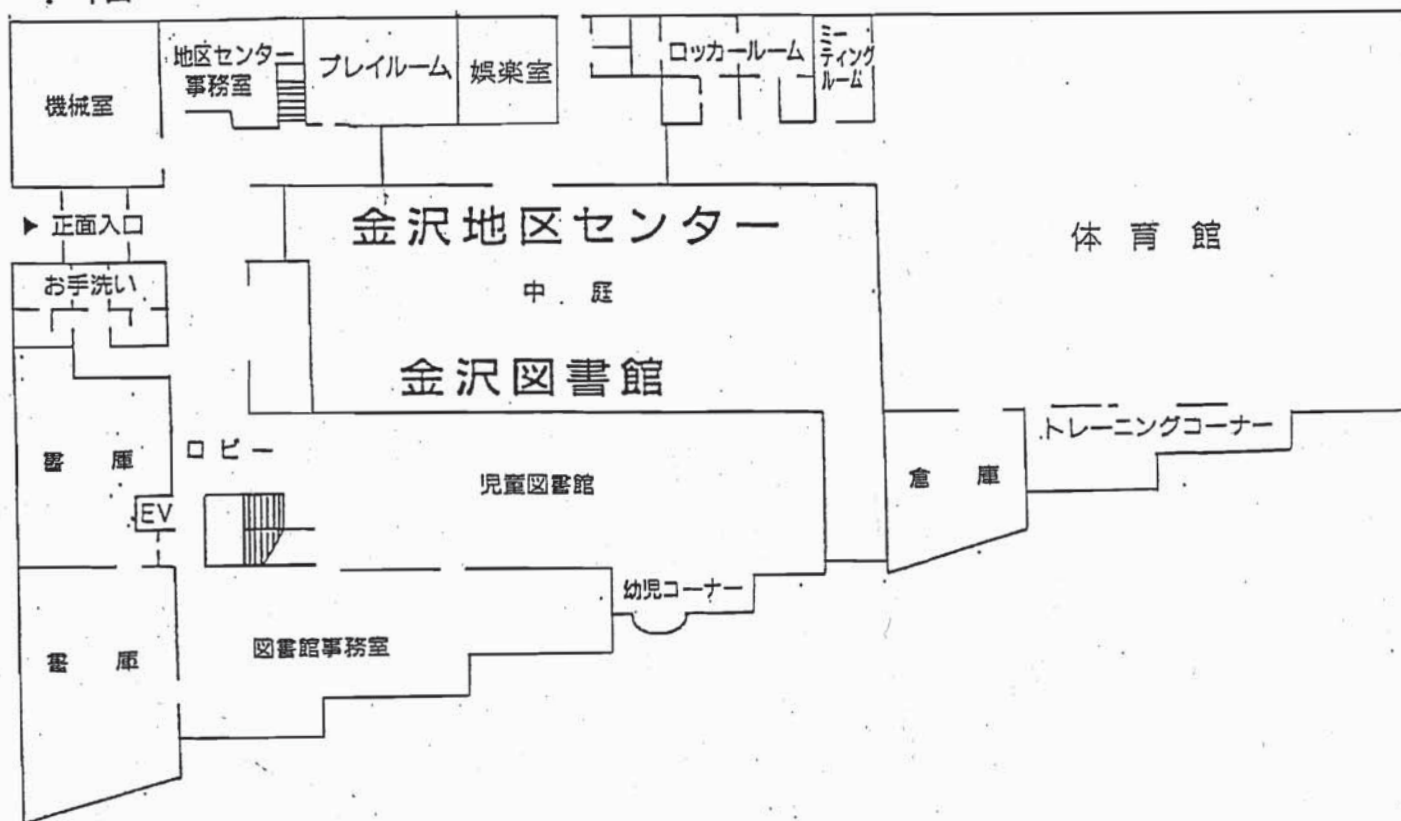 機械室
地区センター
事務室
プレイルーム
娯楽室
ロッカールーム
ミー
ティング
ルーム
▶ 正面入口
金沢地区センター
体育館
お手洗い
中庭
金沢図書館
書庫
ロビー
児童図書館
倉庫
トレーニングコーナー
EV
幼児コーナー
書庫
図書館事務室